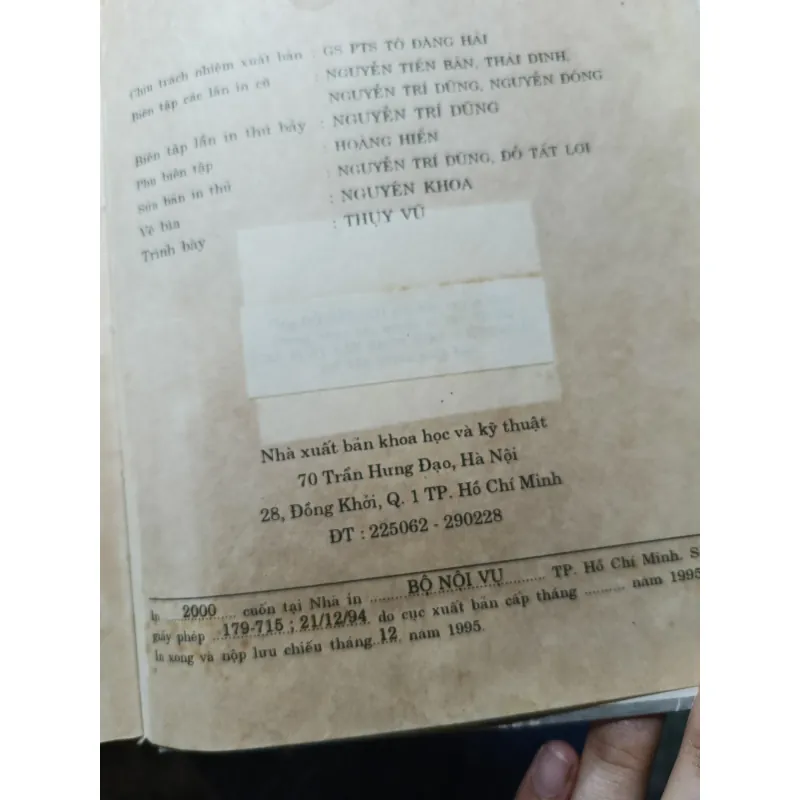 Chịu trách nhiệm xuất bản : GS PTS TÔ ĐĂNG HẢI
Biên tập các lần in cũ : NGUYỄN TIẾN BÂN, THÁI ĐINH,
NGUYỄN TRÍ DŨNG, NGUYỄN ĐÔNG
Biên tập lần in thứ bảy : NGUYỄN TRÍ DŨNG
Phụ biên tập : HOÀNG HIỀN
Sửa bản in thử : NGUYỄN TRÍ DŨNG, ĐỖ TẤT LỢI
Vẽ bìa : NGUYỄN KHOA
Trình bày : THỤY VŨ
Nhà xuất bản khoa học và kỹ thuật
70 Trần Hưng Đạo, Hà Nội
28, Đồng Khởi, Q. 1 TP. Hồ Chí Minh
ĐT : 225062 - 290228
In 2000 cuốn tại Nhà in BỘ NỘI VỤ TP. Hồ Chí Minh. S
giấy phép 179-715 ; 21/12/94 do cục xuất bản cấp tháng .......... năm 1995
In xong và nộp lưu chiếu tháng 12 năm 1995.